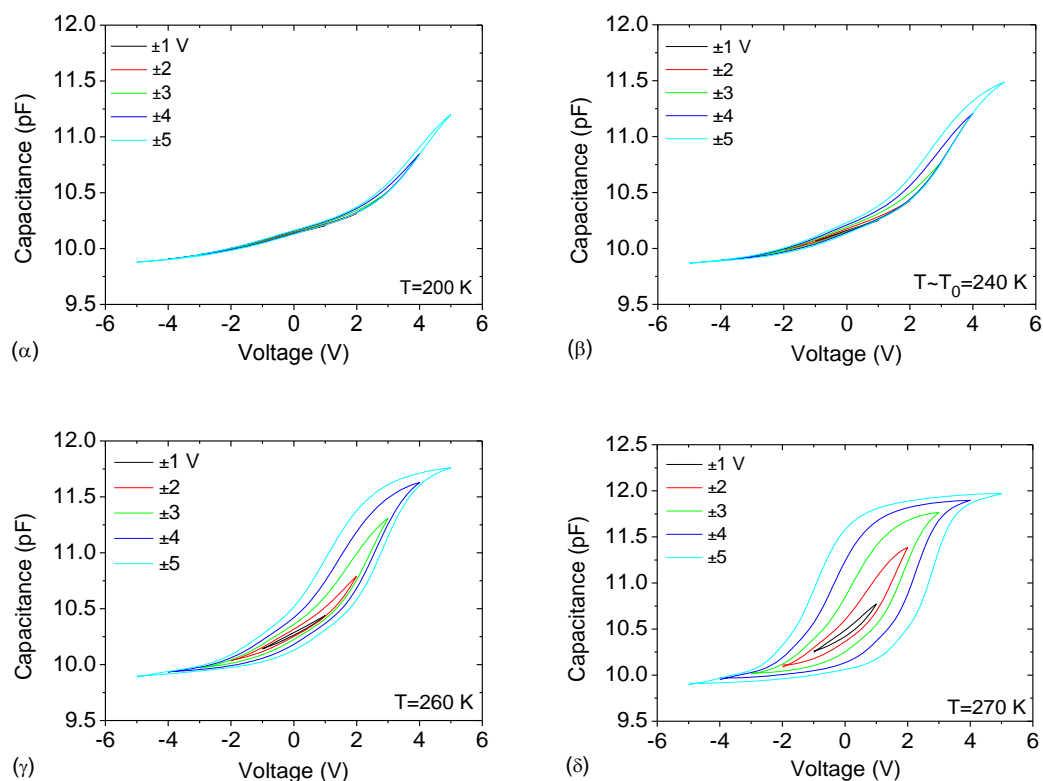 12.0
11.5
11.0
10.5
10.0
9.5
Capacitance (pF)
±1 V
±2
±3
±4
±5
T=200 K
-6 -4 -2 0 2 4 6
Voltage (V)
(α)
12.0
11.5
11.0
10.5
10.0
9.5
Capacitance (pF)
±1 V
±2
±3
±4
±5
T~T0=240 K
-6 -4 -2 0 2 4 6
Voltage (V)
(β)
12.0
11.5
11.0
10.5
10.0
9.5
Capacitance (pF)
±1 V
±2
±3
±4
±5
T=260 K
-6 -4 -2 0 2 4 6
Voltage (V)
(γ)
12.5
12.0
11.5
11.0
10.5
10.0
9.5
Capacitance (pF)
±1 V
±2
±3
±4
±5
T=270 K
-6 -4 -2 0 2 4 6
Voltage (V)
(δ)